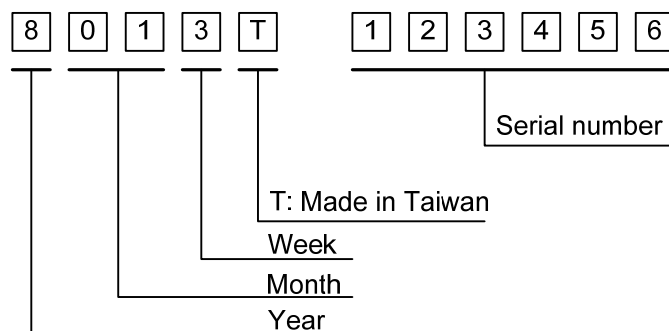 8 0 1 3 T 1 2 3 4 5 6
Serial number
T: Made in Taiwan
Week
Month
Year